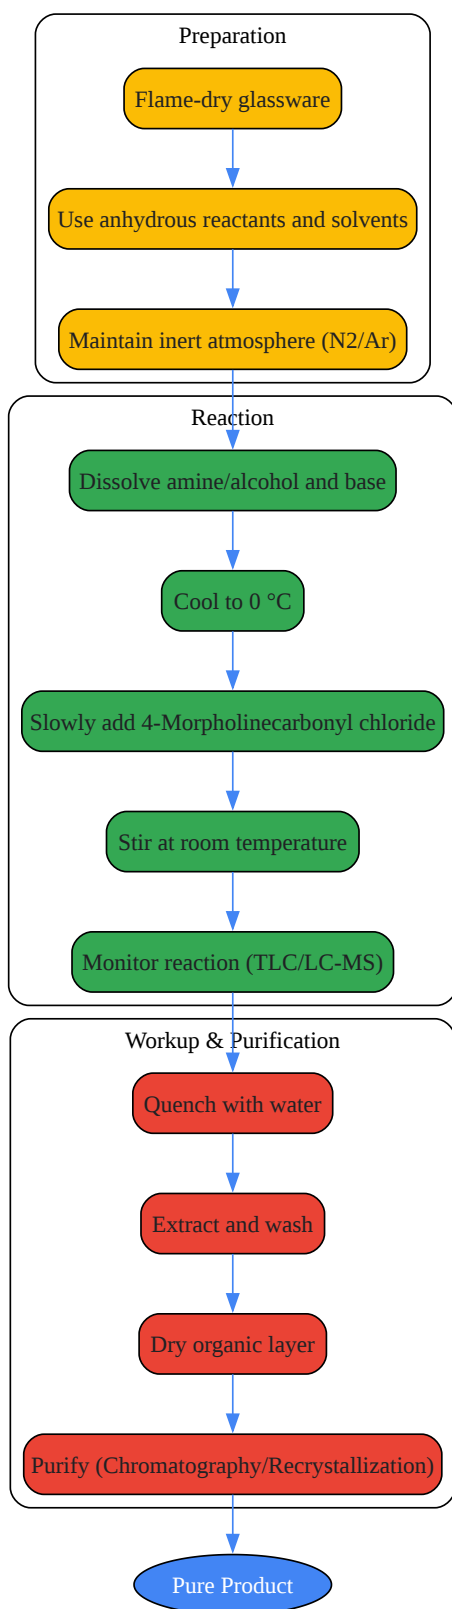 Preparation
Flame-dry glassware
Use anhydrous reactants and solvents
Maintain inert atmosphere (N2/Ar)
Reaction
Dissolve amine/alcohol and base
Cool to 0 °C
Slowly add 4-Morpholinecarbonyl chloride
Stir at room temperature
Monitor reaction (TLC/LC-MS)
Workup & Purification
Quench with water
Extract and wash
Dry organic layer
Purify (Chromatography/Recrystallization)
Pure Product